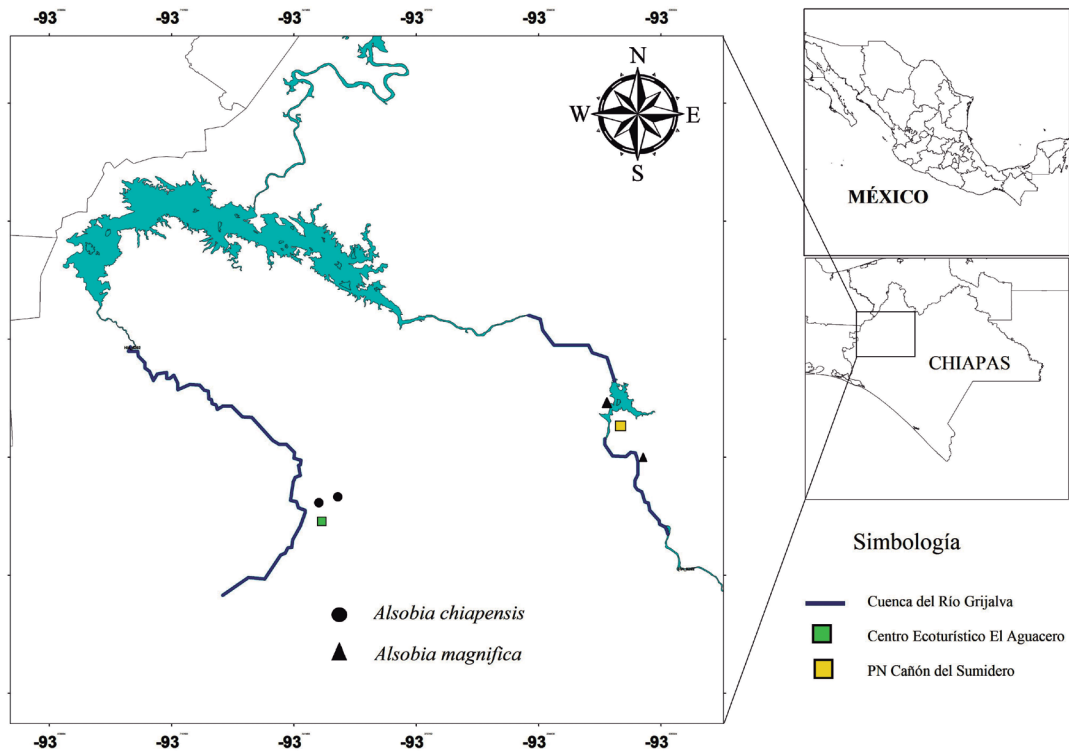 -93 -93 -93 -93 -93 -93
N
W E
S
MÉXICO
CHIAPAS
Alsobia chiapensis
Alsobia magnifica
Simbología
Cuenca del Río Grijalva
Centro Ecoturístico El Aguacero
PN Cañón del Sumidero
-93 -93 -93 -93 -93 -93